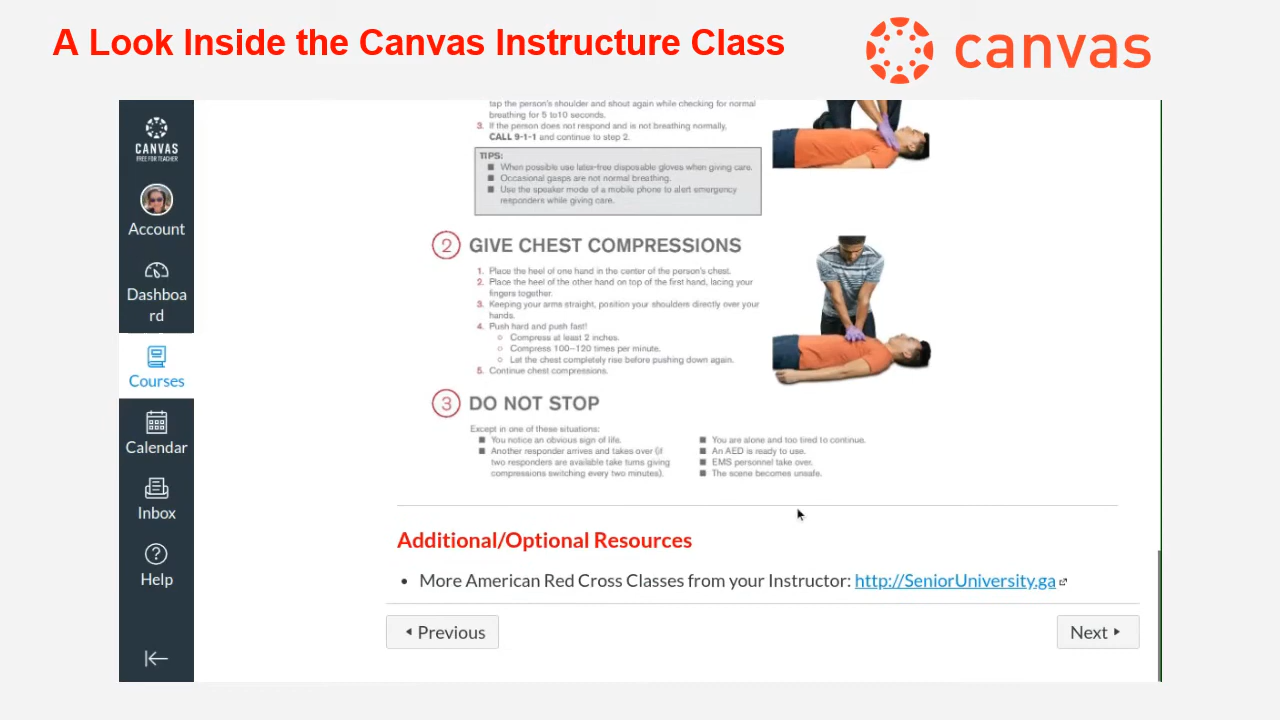 A Look Inside the Canvas Instructure Class
canvas
CANVAS
FREE FOR TEACHER
Account
Dashboa
rd
Courses
Calendar
Inbox
Help
tap the person's shoulder and shout again while checking for normal
breathing for 5 to10 seconds.
3. If the person does not respond and is not breathing normally,
CALL 9-1-1 and continue to step 2.
TIPS:
■ When possible use latex-free disposable gloves when giving care.
■ Occasional gasps are not normal breathing.
■ Use the speaker mode of a mobile phone to alert emergency
responders while giving care.
2 GIVE CHEST COMPRESSIONS
1. Place the heel of one hand in the center of the person's chest.
2. Place the heel of the other hand on top of the first hand, lacing your
fingers together.
3. Keeping your arms straight, position your shoulders directly over your
hands.
4. Push hard and push fast!
○ Compress at least 2 inches.
○ Compress 100–120 times per minute.
○ Let the chest completely rise before pushing down again.
5. Continue chest compressions.
3 DO NOT STOP
Except in one of these situations:
■ You notice an obvious sign of life.
■ Another responder arrives and takes over (if
two responders are available take turns giving
compressions switching every two minutes).
■ You are alone and too tired to continue.
■ An AED is ready to use.
■ EMS personnel take over.
■ The scene becomes unsafe.
Additional/Optional Resources
• More American Red Cross Classes from your Instructor: http://SeniorUniversity.ga
Previous
Next